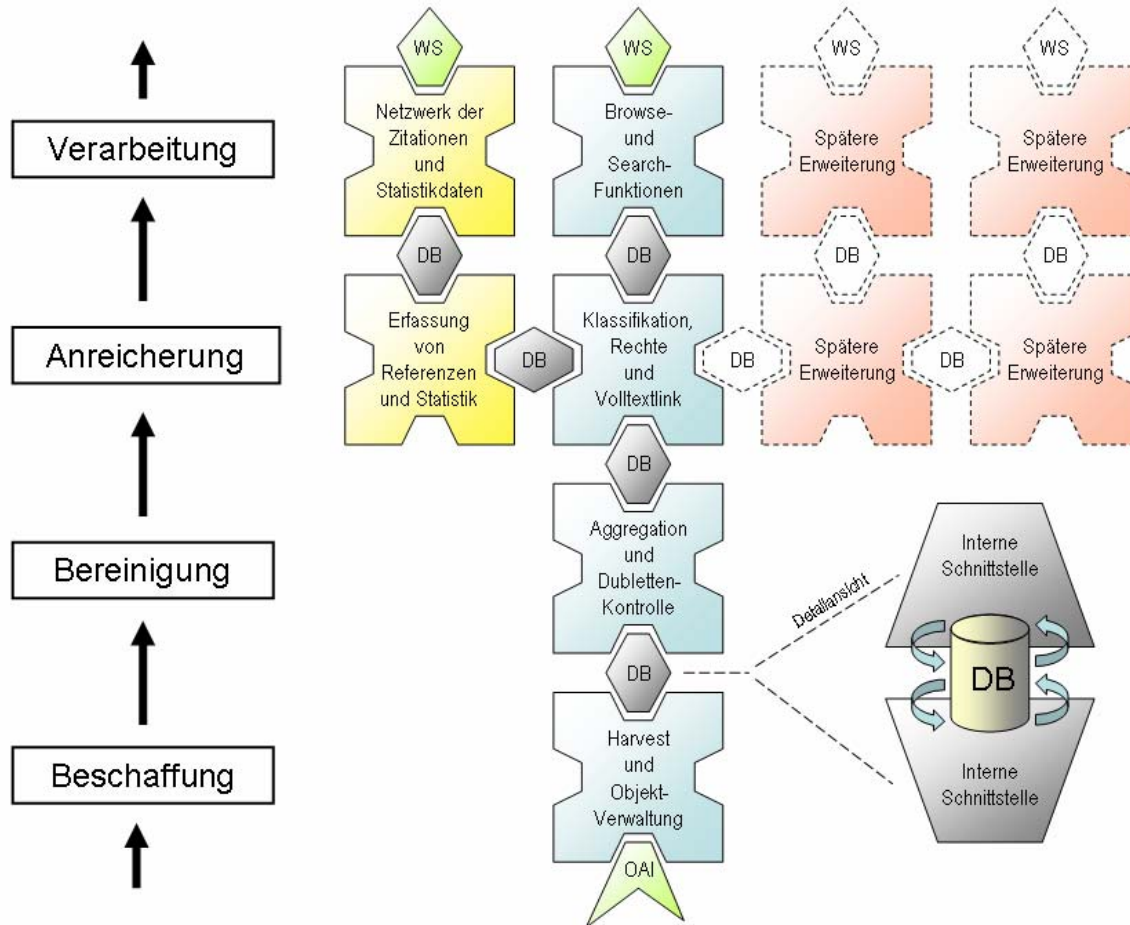 WS
WS
WS
WS
Verarbeitung
Netzwerk der
Zitationen
und
Statistikdaten
Browse-
und
Search-
Funktionen
Spätere
Erweiterung
Spätere
Erweiterung
DB
DB
DB
DB
Anreicherung
Erfassung
von
Referenzen
und Statistik
DB
Klassifikation,
Rechte
und
Volltextlink
DB
Spätere
Erweiterung
DB
Spätere
Erweiterung
DB
Bereinigung
Aggregation
und
Dubletten-
Kontrolle
Detailansicht
Interne
Schnittstelle
DB
DB
Beschaffung
Harvest
und
Objekt-
Verwaltung
Interne
Schnittstelle
OAI